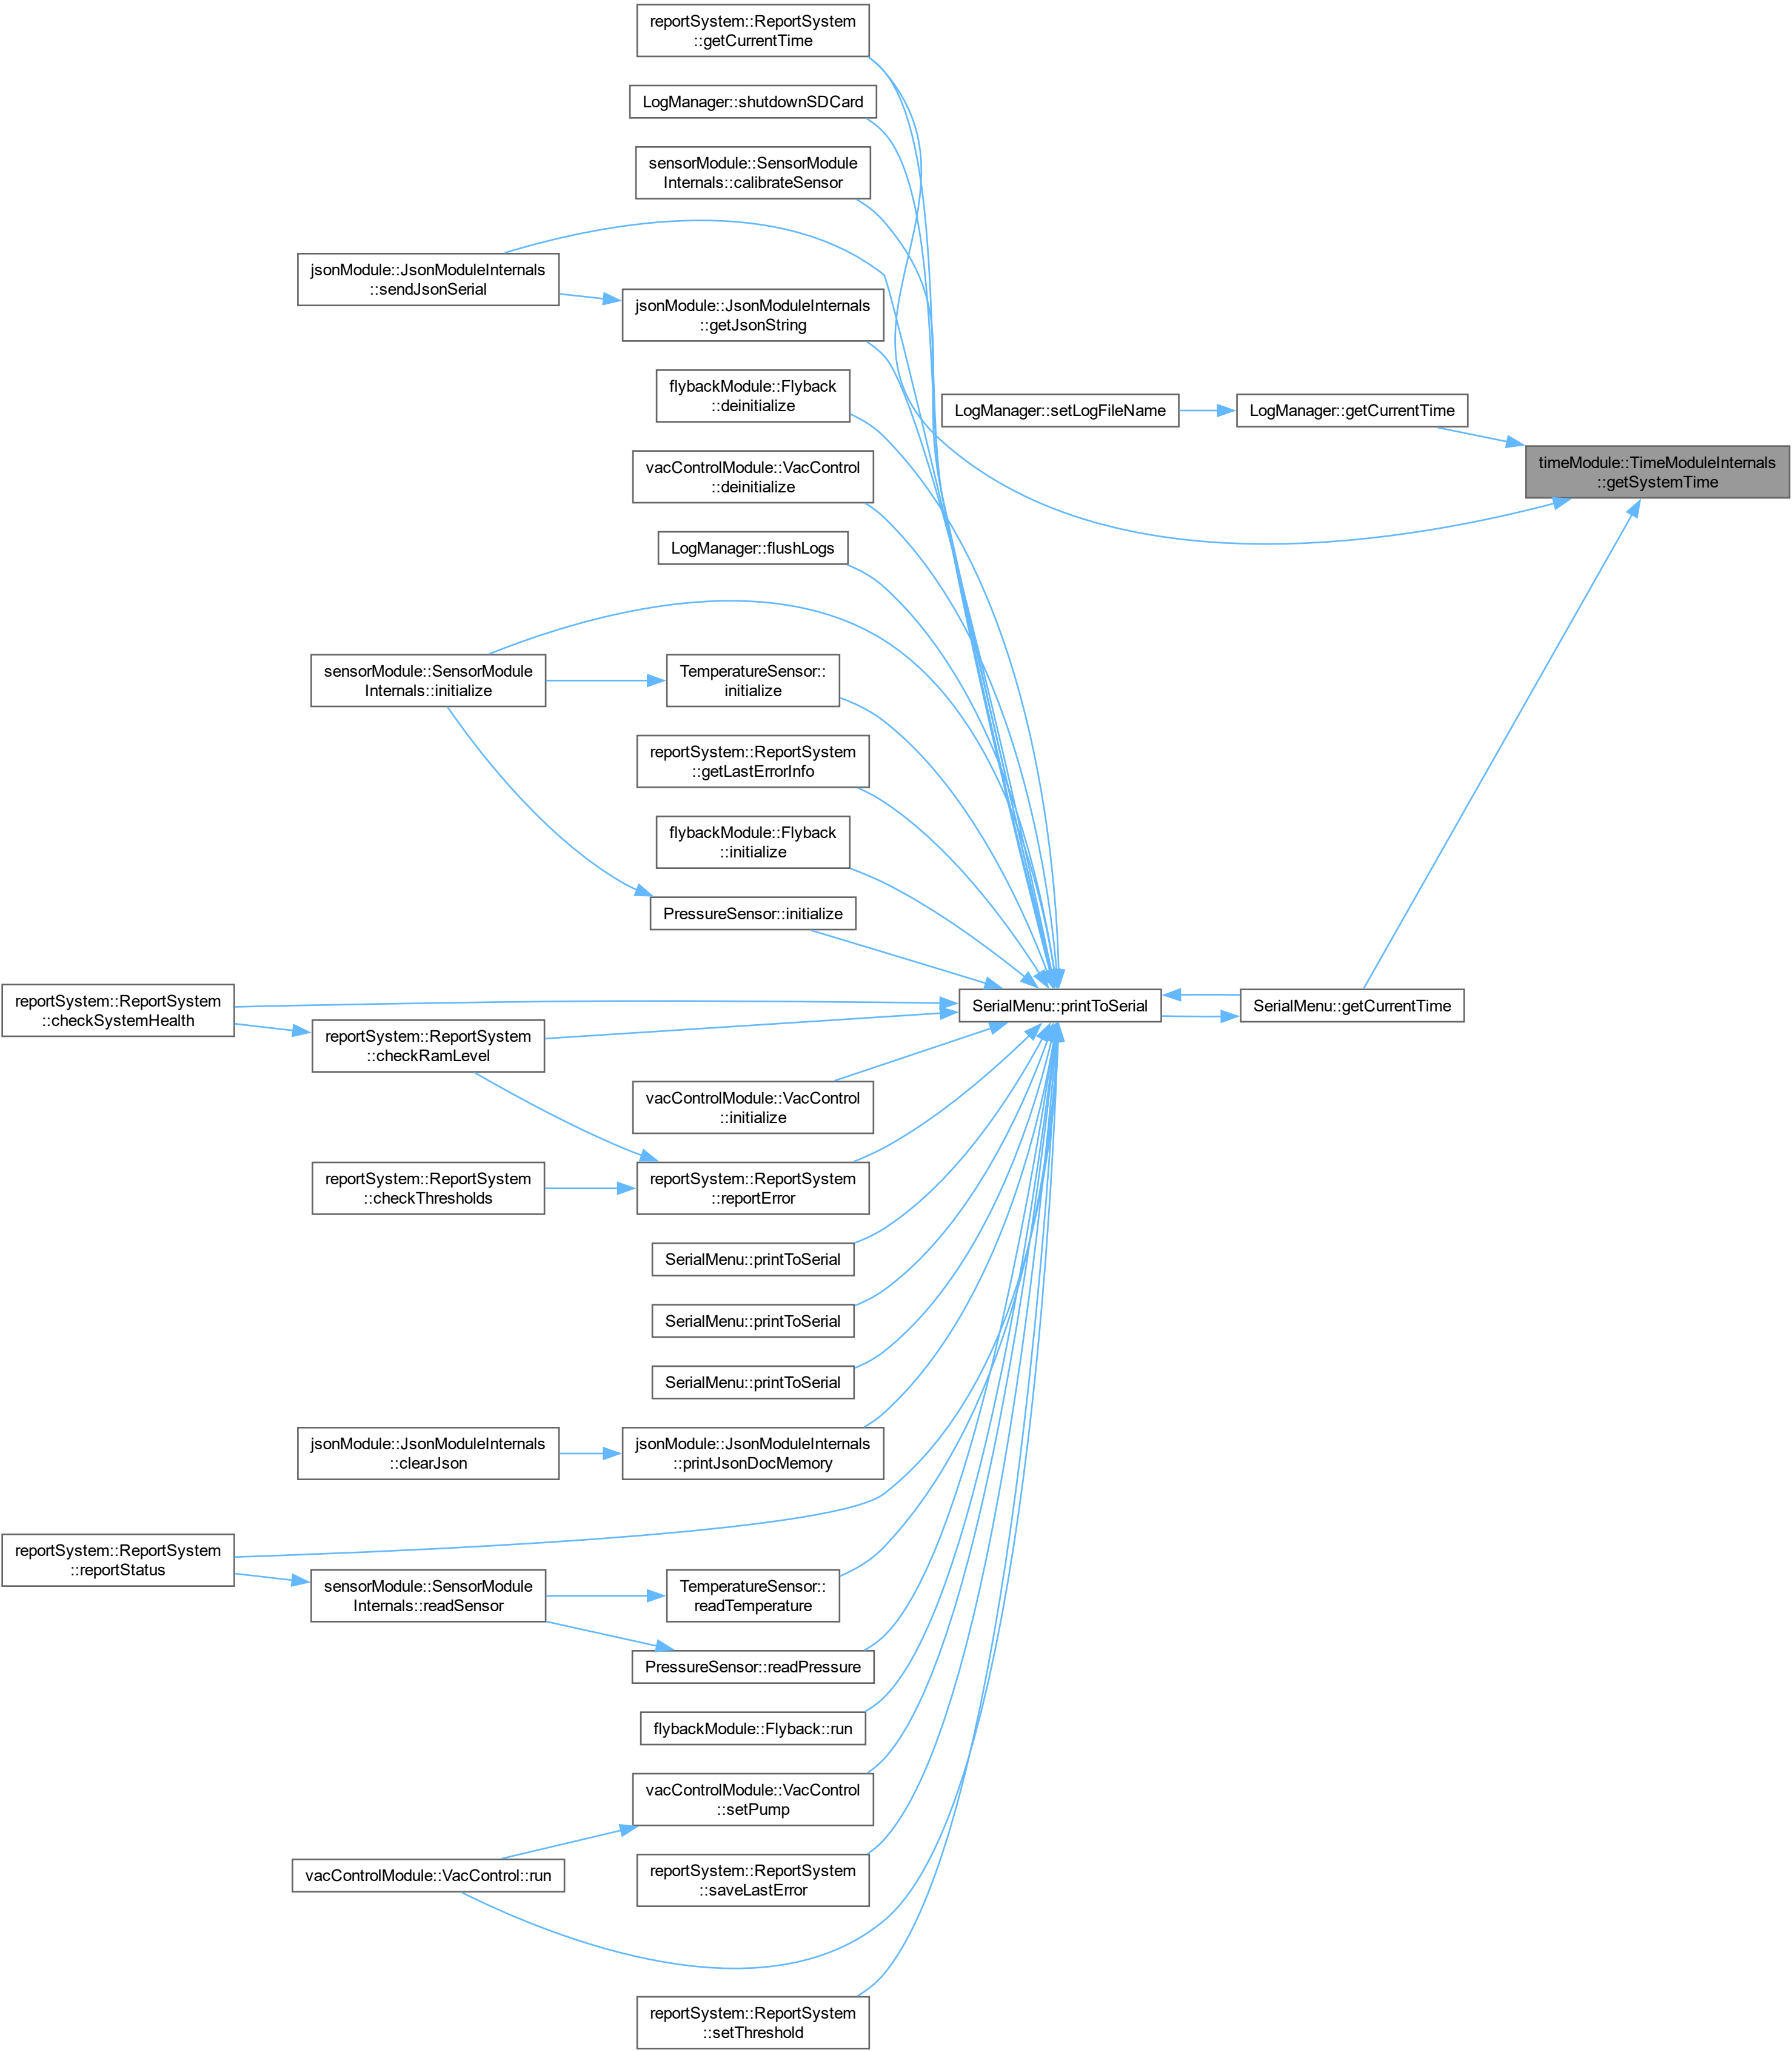 reportSystem::ReportSystem
::getCurrentTime
LogManager::shutdownSDCard
sensorModule::SensorModule
Internals::calibrateSensor
jsonModule::JsonModuleInternals
::sendJsonSerial
jsonModule::JsonModuleInternals
::getJsonString
flybackModule::Flyback
::deinitialize
LogManager::setLogFileName
LogManager::getCurrentTime
timeModule::TimeModuleInternals
::getSystemTime
vacControlModule::VacControl
::deinitialize
LogManager::flushLogs
sensorModule::SensorModule
Internals::initialize
TemperatureSensor::
initialize
reportSystem::ReportSystem
::getLastErrorInfo
flybackModule::Flyback
::initialize
PressureSensor::initialize
reportSystem::ReportSystem
::checkSystemHealth
reportSystem::ReportSystem
::checkRamLevel
SerialMenu::printToSerial
SerialMenu::getCurrentTime
vacControlModule::VacControl
::initialize
reportSystem::ReportSystem
::checkThresholds
reportSystem::ReportSystem
::reportError
SerialMenu::printToSerial
SerialMenu::printToSerial
SerialMenu::printToSerial
jsonModule::JsonModuleInternals
::clearJson
jsonModule::JsonModuleInternals
::printJsonDocMemory
reportSystem::ReportSystem
::reportStatus
sensorModule::SensorModule
Internals::readSensor
TemperatureSensor::
readTemperature
PressureSensor::readPressure
flybackModule::Flyback::run
vacControlModule::VacControl
::setPump
vacControlModule::VacControl::run
reportSystem::ReportSystem
::saveLastError
reportSystem::ReportSystem
::setThreshold